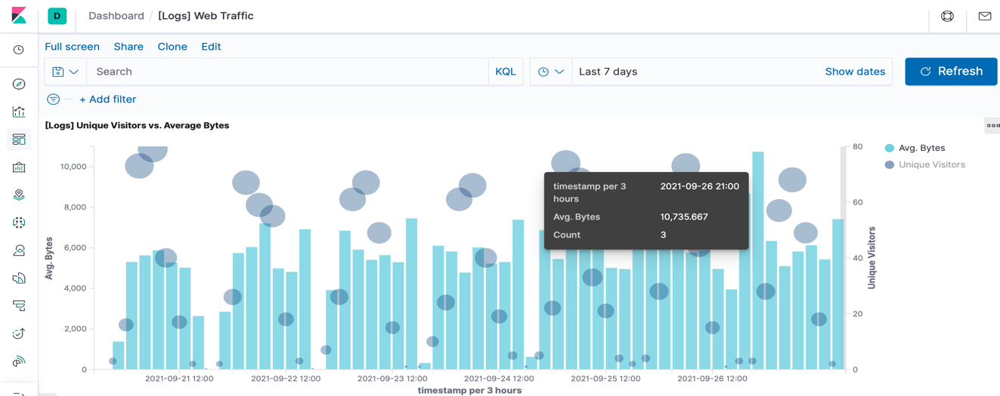 D Dashboard / [Logs] Web Traffic
Full screen Share Clone Edit
Search KQL Last 7 days Show dates Refresh
+ Add filter
[Logs] Unique Visitors vs. Average Bytes
10,000
8,000
6,000
4,000
2,000
0
Avg. Bytes
80
60
40
20
0
Unique Visitors
Avg. Bytes
Unique Visitors
timestamp per 3 2021-09-26 21:00
hours
Avg. Bytes 10,735.667
Count 3
2021-09-21 12:00 2021-09-22 12:00 2021-09-23 12:00 2021-09-24 12:00 2021-09-25 12:00 2021-09-26 12:00
timestamp per 3 hours